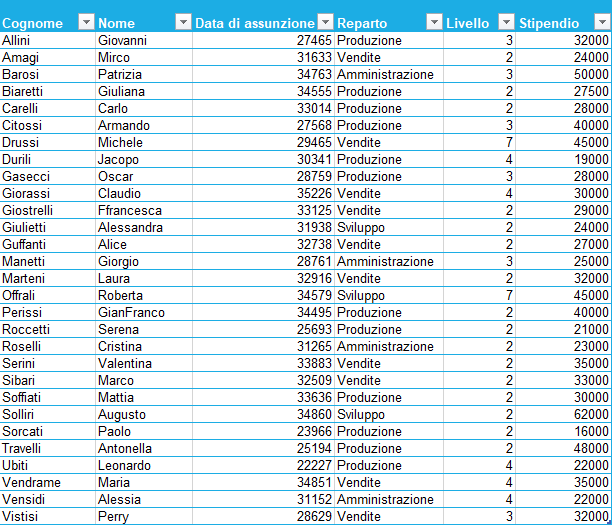 Cognome Nome Data di assunzione Reparto Livello Stipendio
Allini Giovanni 27465 Produzione 3 32000
Amagi Mirco 31633 Vendite 2 24000
Barosi Patrizia 34763 Amministrazione 3 50000
Biaretti Giuliana 34555 Produzione 2 27500
Carelli Carlo 33014 Produzione 2 28000
Citossi Armando 27568 Produzione 3 40000
Drussi Michele 29465 Vendite 7 45000
Durili Jacopo 30341 Produzione 4 19000
Gasecci Oscar 28759 Produzione 3 28000
Giorassi Claudio 35226 Vendite 4 30000
Giostrelli Ffrancesca 33125 Vendite 2 29000
Giulietti Alessandra 31938 Sviluppo 2 24000
Guffanti Alice 32738 Vendite 2 27000
Manetti Giorgio 28761 Amministrazione 3 25000
Marteni Laura 32916 Vendite 2 32000
Offrali Roberta 34579 Sviluppo 7 45000
Perissi GianFranco 34495 Produzione 2 40000
Roccetti Serena 25693 Produzione 2 21000
Roselli Cristina 31265 Amministrazione 2 23000
Serini Valentina 33883 Vendite 2 35000
Sibari Marco 32509 Vendite 2 33000
Soffiati Mattia 33636 Produzione 2 30000
Solliri Augusto 34860 Sviluppo 2 62000
Sorcati Paolo 23966 Produzione 2 16000
Travelli Antonella 25194 Produzione 2 48000
Ubiti Leonardo 22227 Produzione 4 22000
Vendrame Maria 34851 Vendite 4 35000
Vensidi Alessia 31152 Amministrazione 4 22000
Vistisi Perry 28629 Vendite 3 32000